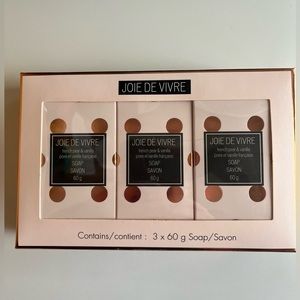 JOIE DE VIVRE
JOIE DE VIVRE
french pear & vanilla
poire et vanille française
SOAP
SAVON
60 g
JOIE DE VIVRE
french pear & vanilla
poire et vanille française
SOAP
SAVON
60 g
JOIE DE VIVRE
french pear & vanilla
poire et vanille française
SOAP
SAVON
60 g
Contains/contient : 3 x 60 g Soap/Savon